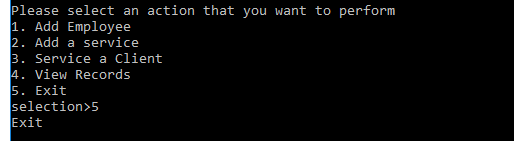 Please select an action that you want to perform
1. Add Employee
2. Add a service
3. Service a Client
4. View Records
5. Exit
selection>5
Exit